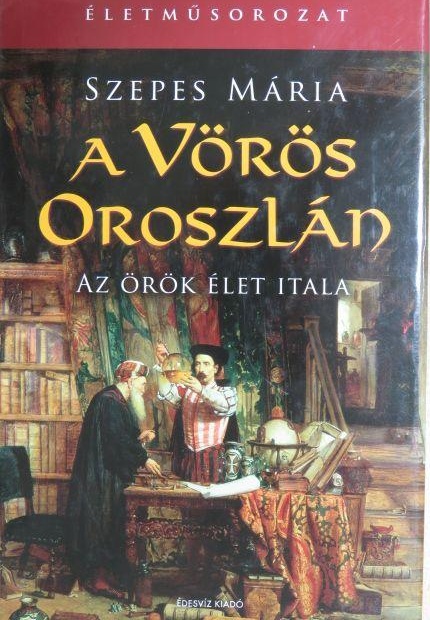 ÉLETMŰSOROZAT
SZEPES MÁRIA
A VÖRÖS
OROSZLÁN
AZ ÖRÖK ÉLET ITALA
ÉDESVÍZ KIADÓ